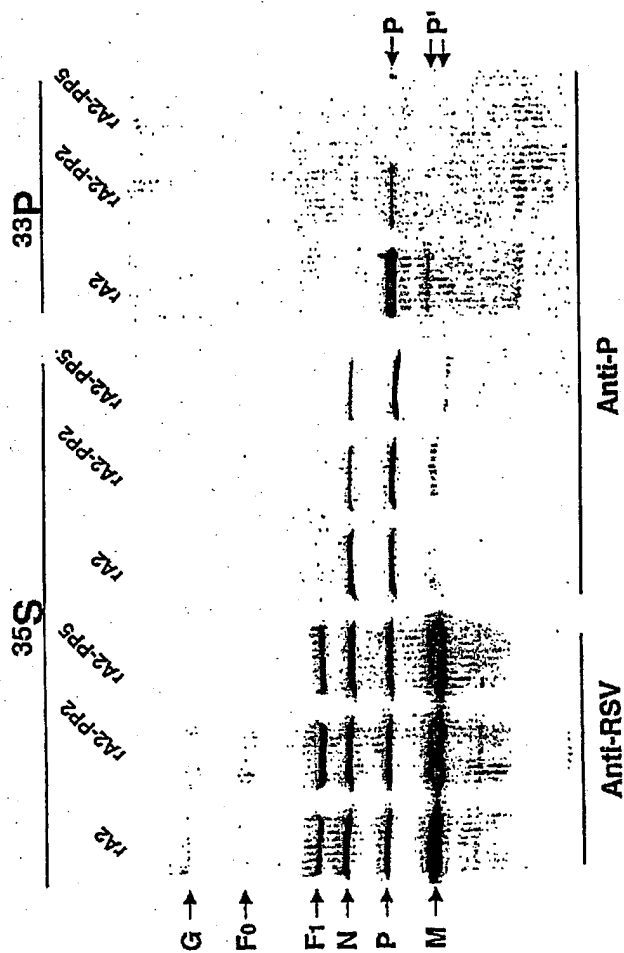 35S 33P
rA2 rA2-PP2 rA2-PP5 rA2 rA2-PP2 rA2-PP5 rA2 rA2-PP2 rA2-PP5
G →
F0 →
F1 →
N →
P → ← P
M → ← P'
Anti-RSV Anti-P